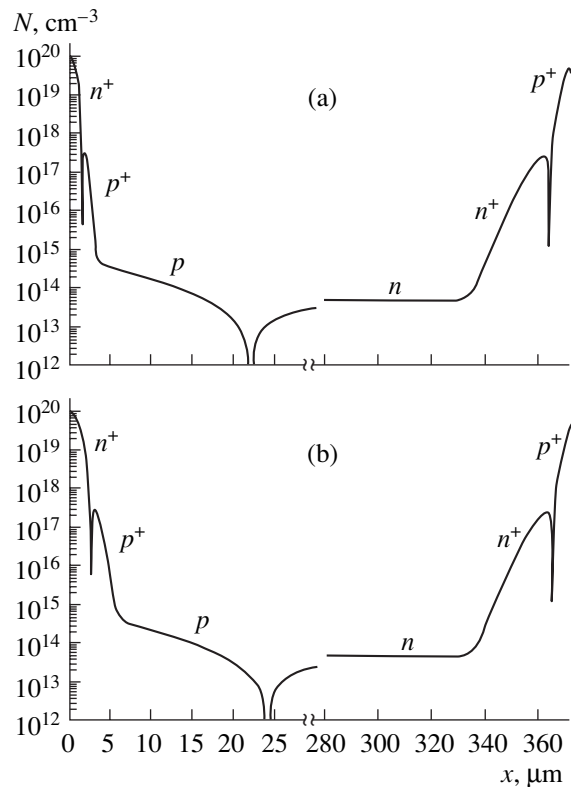 N, cm⁻³
10²⁰
10¹⁹
10¹⁸
10¹⁷
10¹⁶
10¹⁵
10¹⁴
10¹³
10¹²
n⁺
p⁺
p
(a)
n
n⁺
p⁺
10²⁰
10¹⁹
10¹⁸
10¹⁷
10¹⁶
10¹⁵
10¹⁴
10¹³
10¹²
n⁺
p⁺
p
(b)
n
n⁺
p⁺
0 5 10 15 20 25 280 300 320 340 360
x, μm